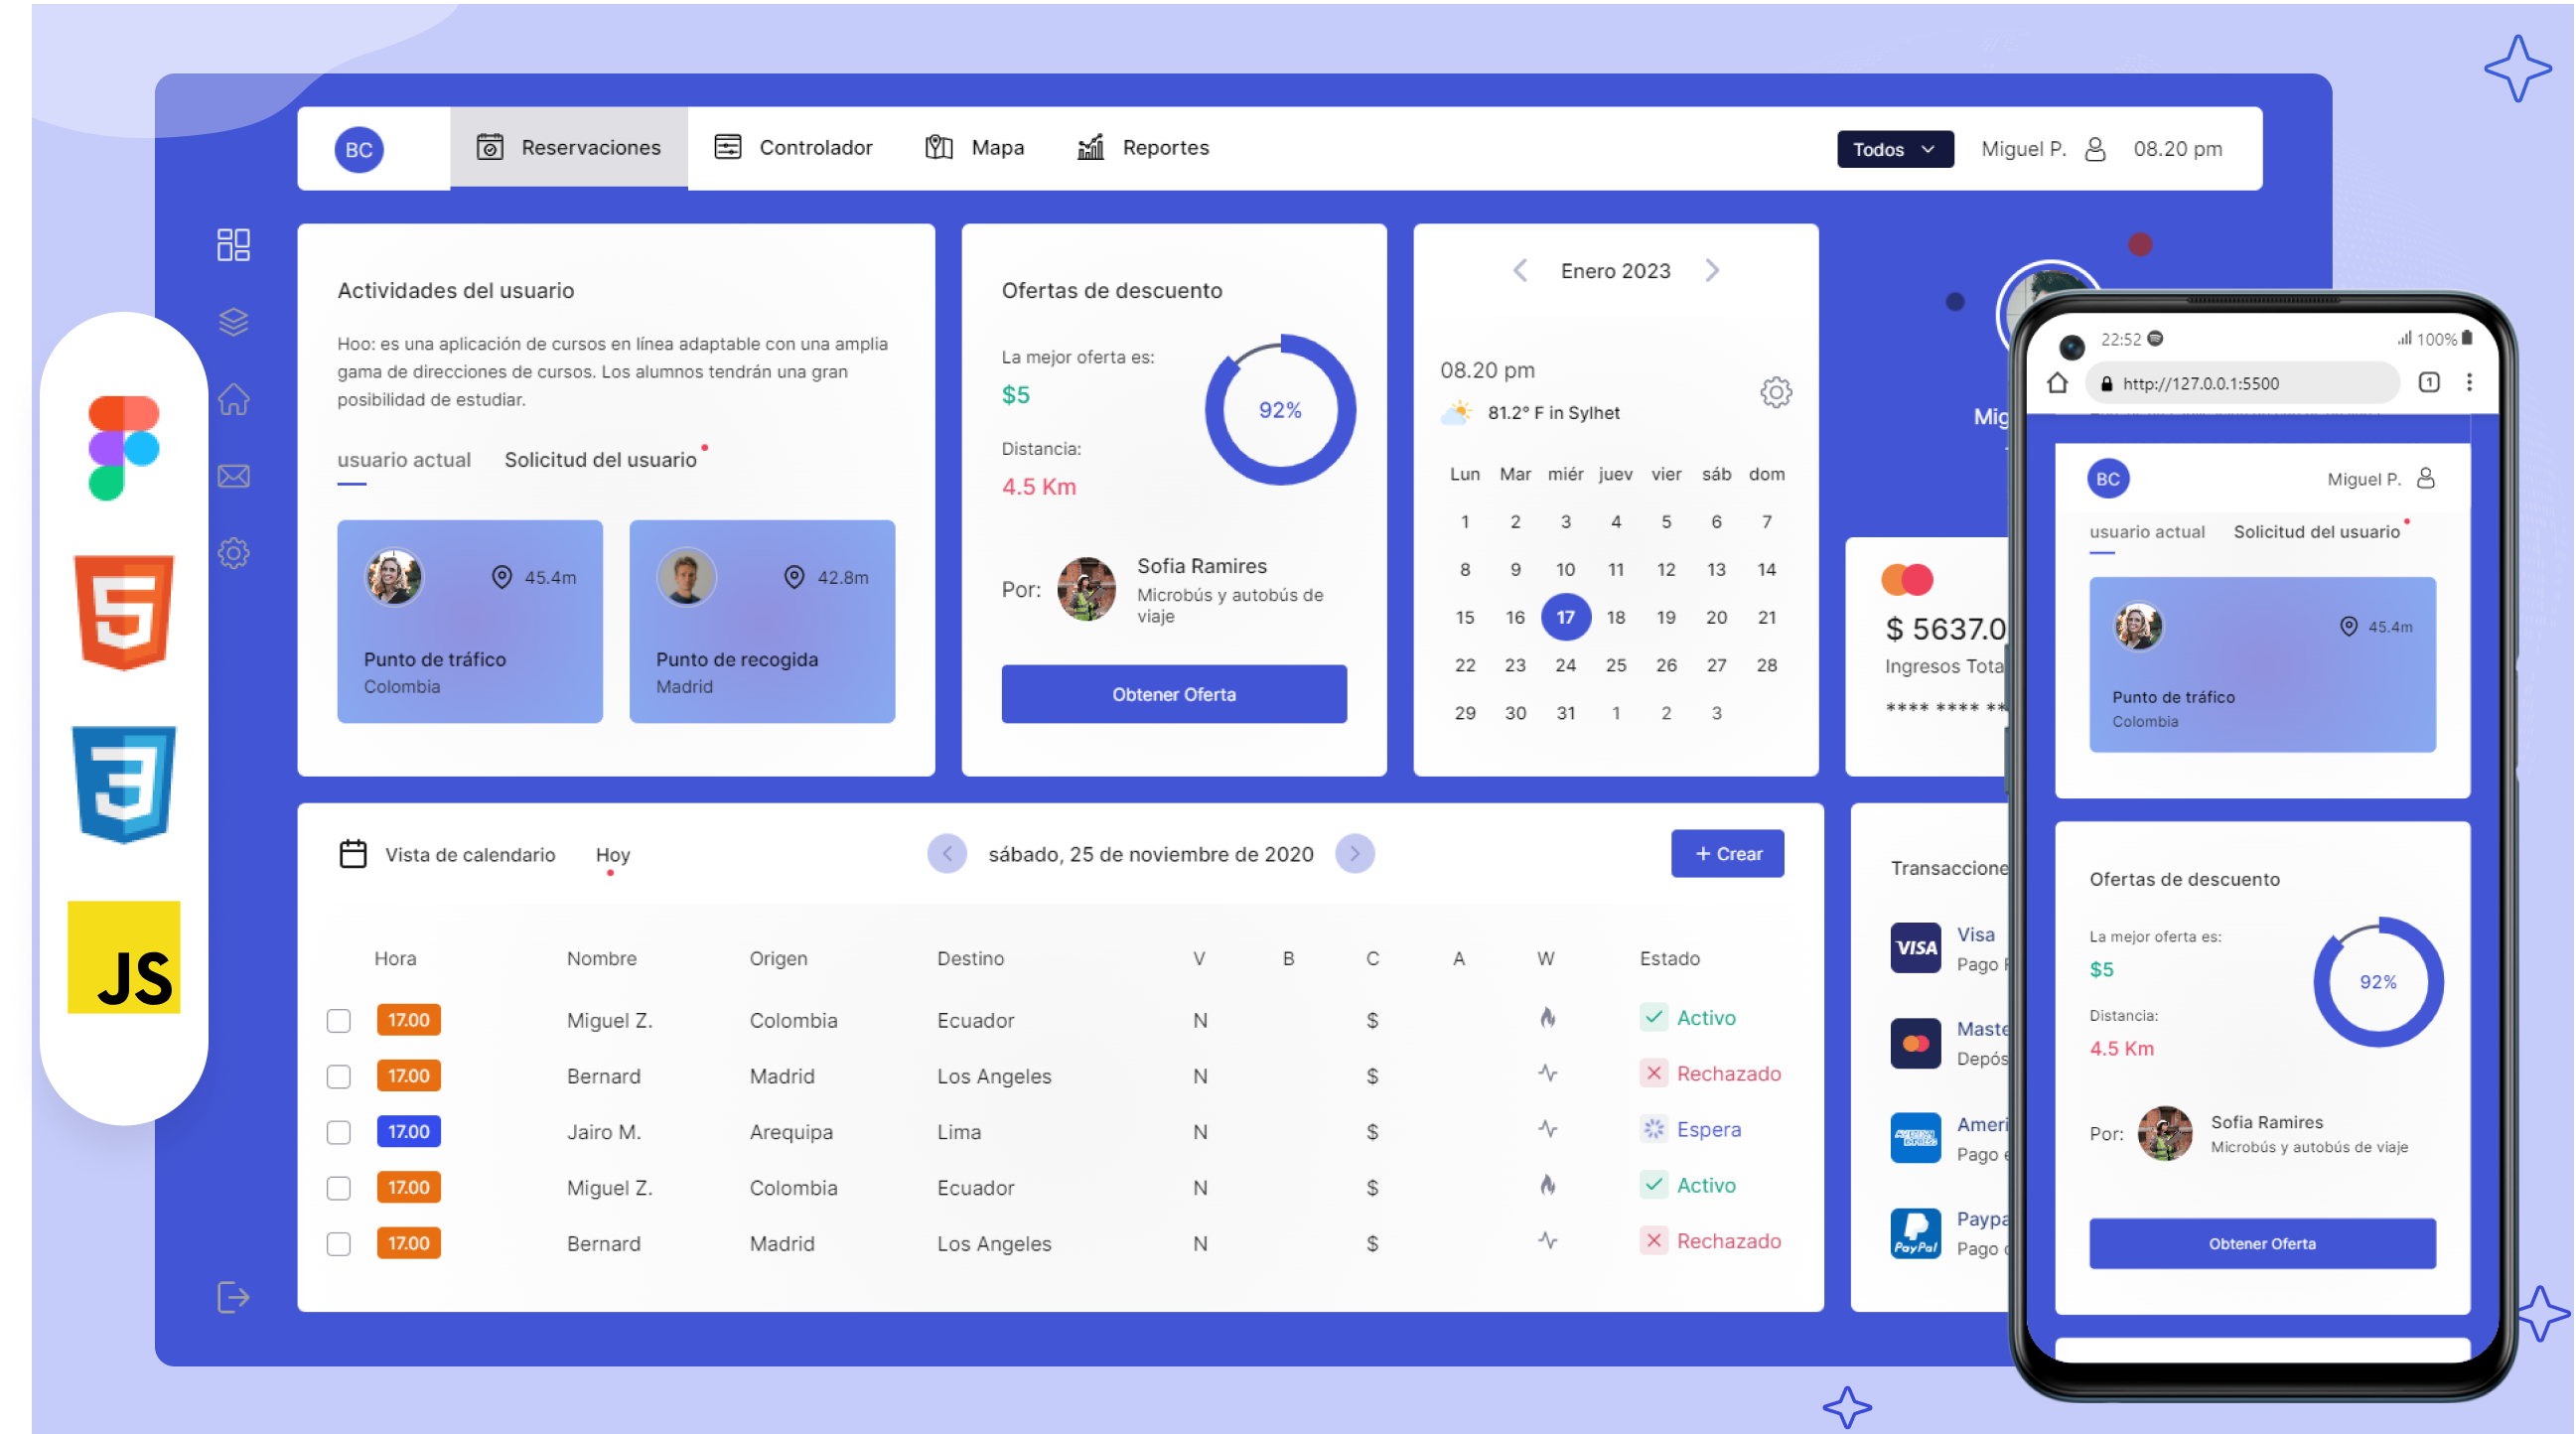 BC
Reservaciones
Controlador
Mapa
Reportes
Todos
Miguel P.
08.20 pm
Actividades del usuario
Hoo: es una aplicación de cursos en línea adaptable con una amplia
gama de direcciones de cursos. Los alumnos tendrán una gran
posibilidad de estudiar.
usuario actual
Solicitud del usuario
45.4m
Punto de tráfico
Colombia
42.8m
Punto de recogida
Madrid
Ofertas de descuento
La mejor oferta es:
$5
Distancia:
4.5 Km
92%
Por:
Sofia Ramires
Microbús y autobús de
viaje
Obtener Oferta
Enero 2023
08.20 pm
81.2° F in Sylhet
Lun Mar miér juev vier sáb dom
1 2 3 4 5 6 7
8 9 10 11 12 13 14
15 16 17 18 19 20 21
22 23 24 25 26 27 28
29 30 31 1 2 3
Mig
$ 5637.0
Ingresos Tota
**** **** **
JS
Vista de calendario
Hoy
sábado, 25 de noviembre de 2020
+ Crear
Hora Nombre Origen Destino V B C A W Estado
17.00 Miguel Z. Colombia Ecuador N $ Activo
17.00 Bernard Madrid Los Angeles N $ Rechazado
17.00 Jairo M. Arequipa Lima N $ Espera
17.00 Miguel Z. Colombia Ecuador N $ Activo
17.00 Bernard Madrid Los Angeles N $ Rechazado
Transaccione
VISA
Visa
Pago
Maste
Depós
AMERICAN EXPRESS
Ameri
Pago e
PayPal
Paypa
Pago
22:52
100%
http://127.0.0.1:5500
1
BC
Miguel P.
usuario actual
Solicitud del usuario
45.4m
Punto de tráfico
Colombia
Ofertas de descuento
La mejor oferta es:
$5
Distancia:
4.5 Km
92%
Por:
Sofia Ramires
Microbús y autobús de viaje
Obtener Oferta